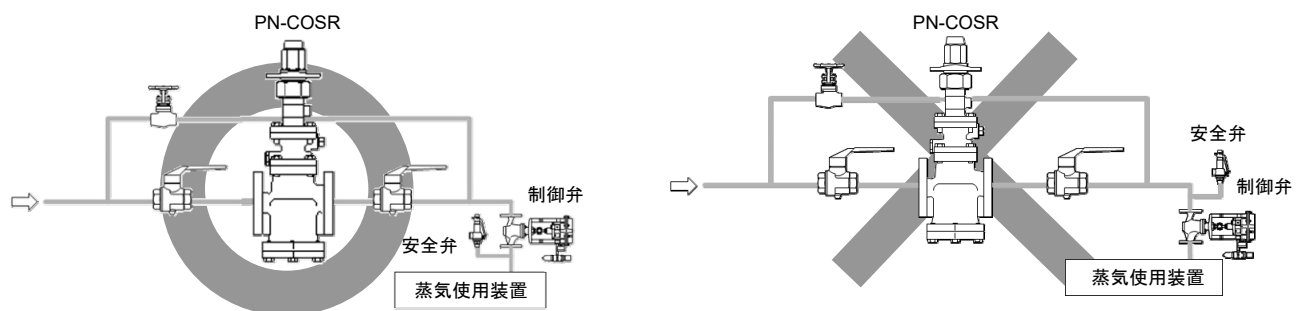 PN-COSR
制御弁
安全弁
蒸気使用装置
PN-COSR
安全弁
制御弁
蒸気使用装置